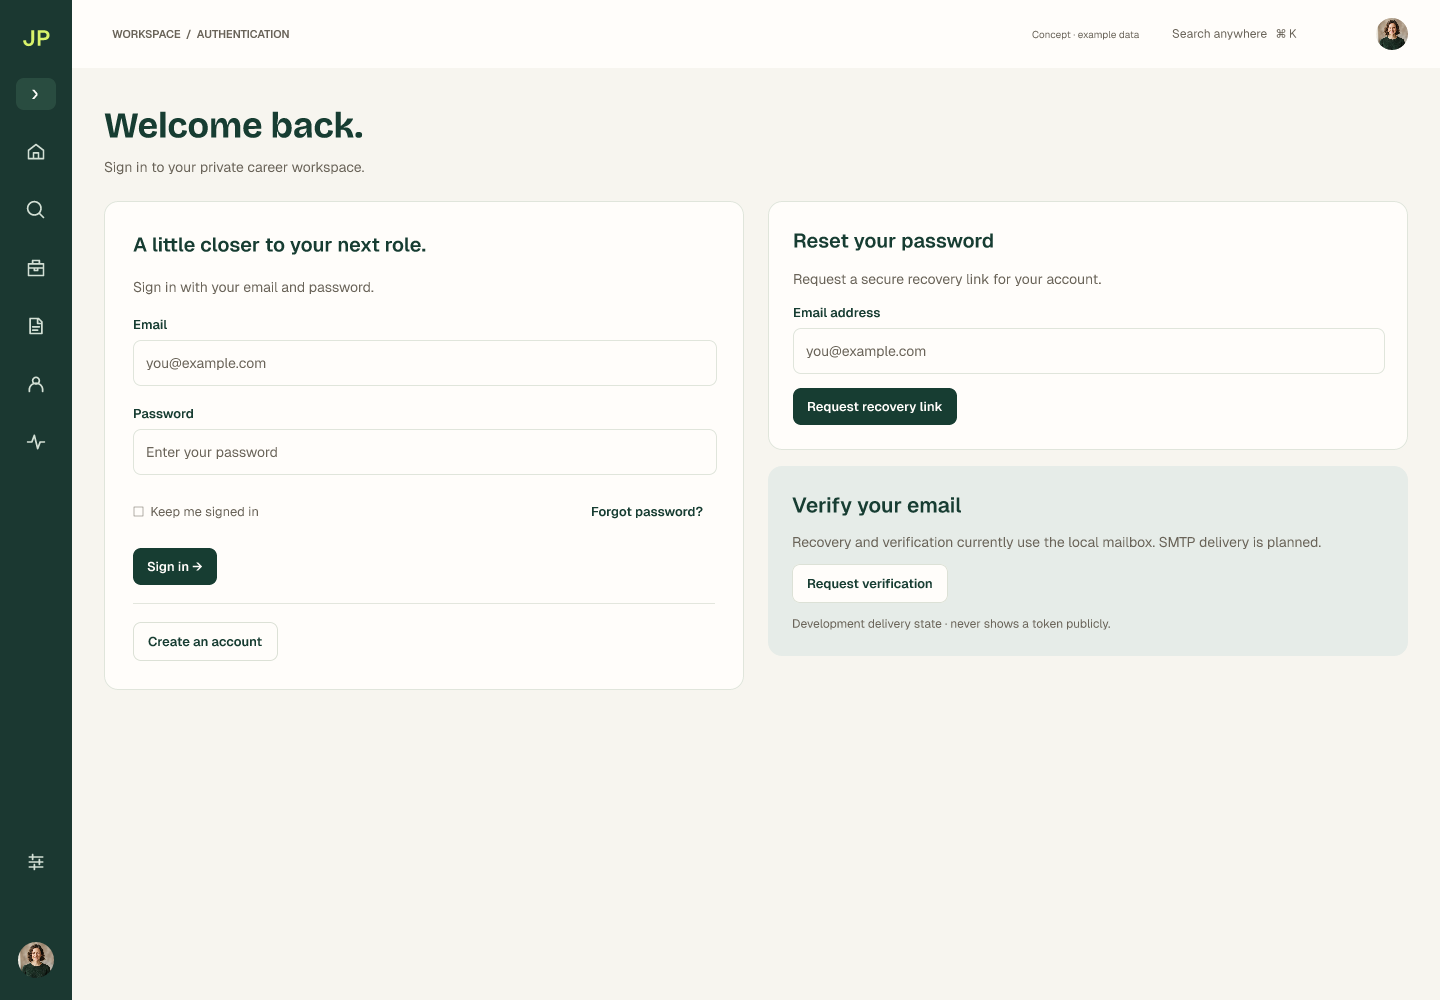 JP
WORKSPACE / AUTHENTICATION
Concept · example data
Search anywhere ⌘ K
Welcome back.
Sign in to your private career workspace.
A little closer to your next role.
Sign in with your email and password.
Email
you@example.com
Password
Enter your password
Keep me signed in
Forgot password?
Sign in →
Create an account
Reset your password
Request a secure recovery link for your account.
Email address
you@example.com
Request recovery link
Verify your email
Recovery and verification currently use the local mailbox. SMTP delivery is planned.
Request verification
Development delivery state · never shows a token publicly.